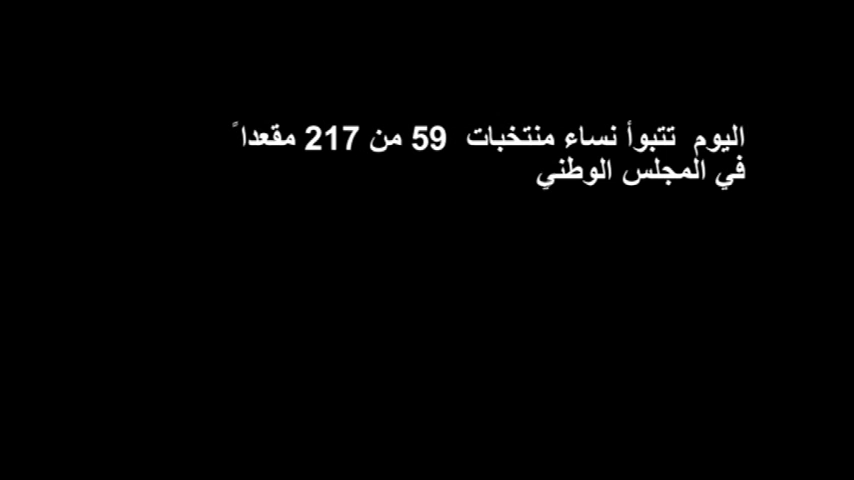 اليوم تتبوأ نساء منتخبات 59 من 217 مقعداً
في المجلس الوطني